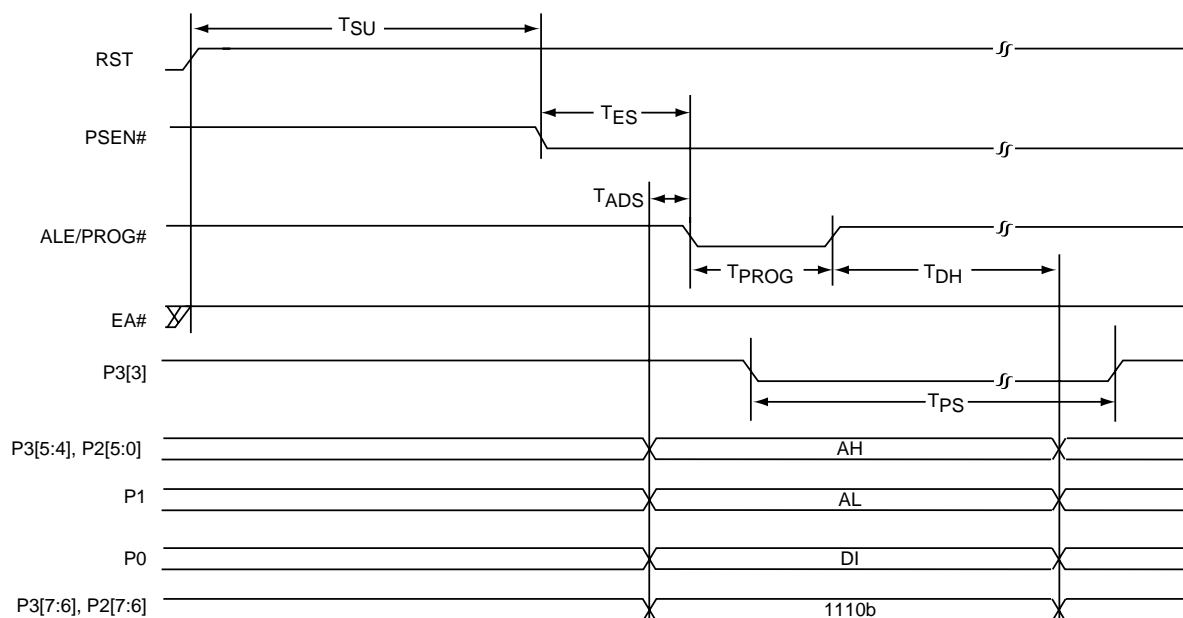 TSU
RST
TES
PSEN#
TADS
ALE/PROG#
TPROG
TDH
EA#
P3[3]
TPS
P3[5:4], P2[5:0]
AH
P1
AL
P0
DI
P3[7:6], P2[7:6]
1110b